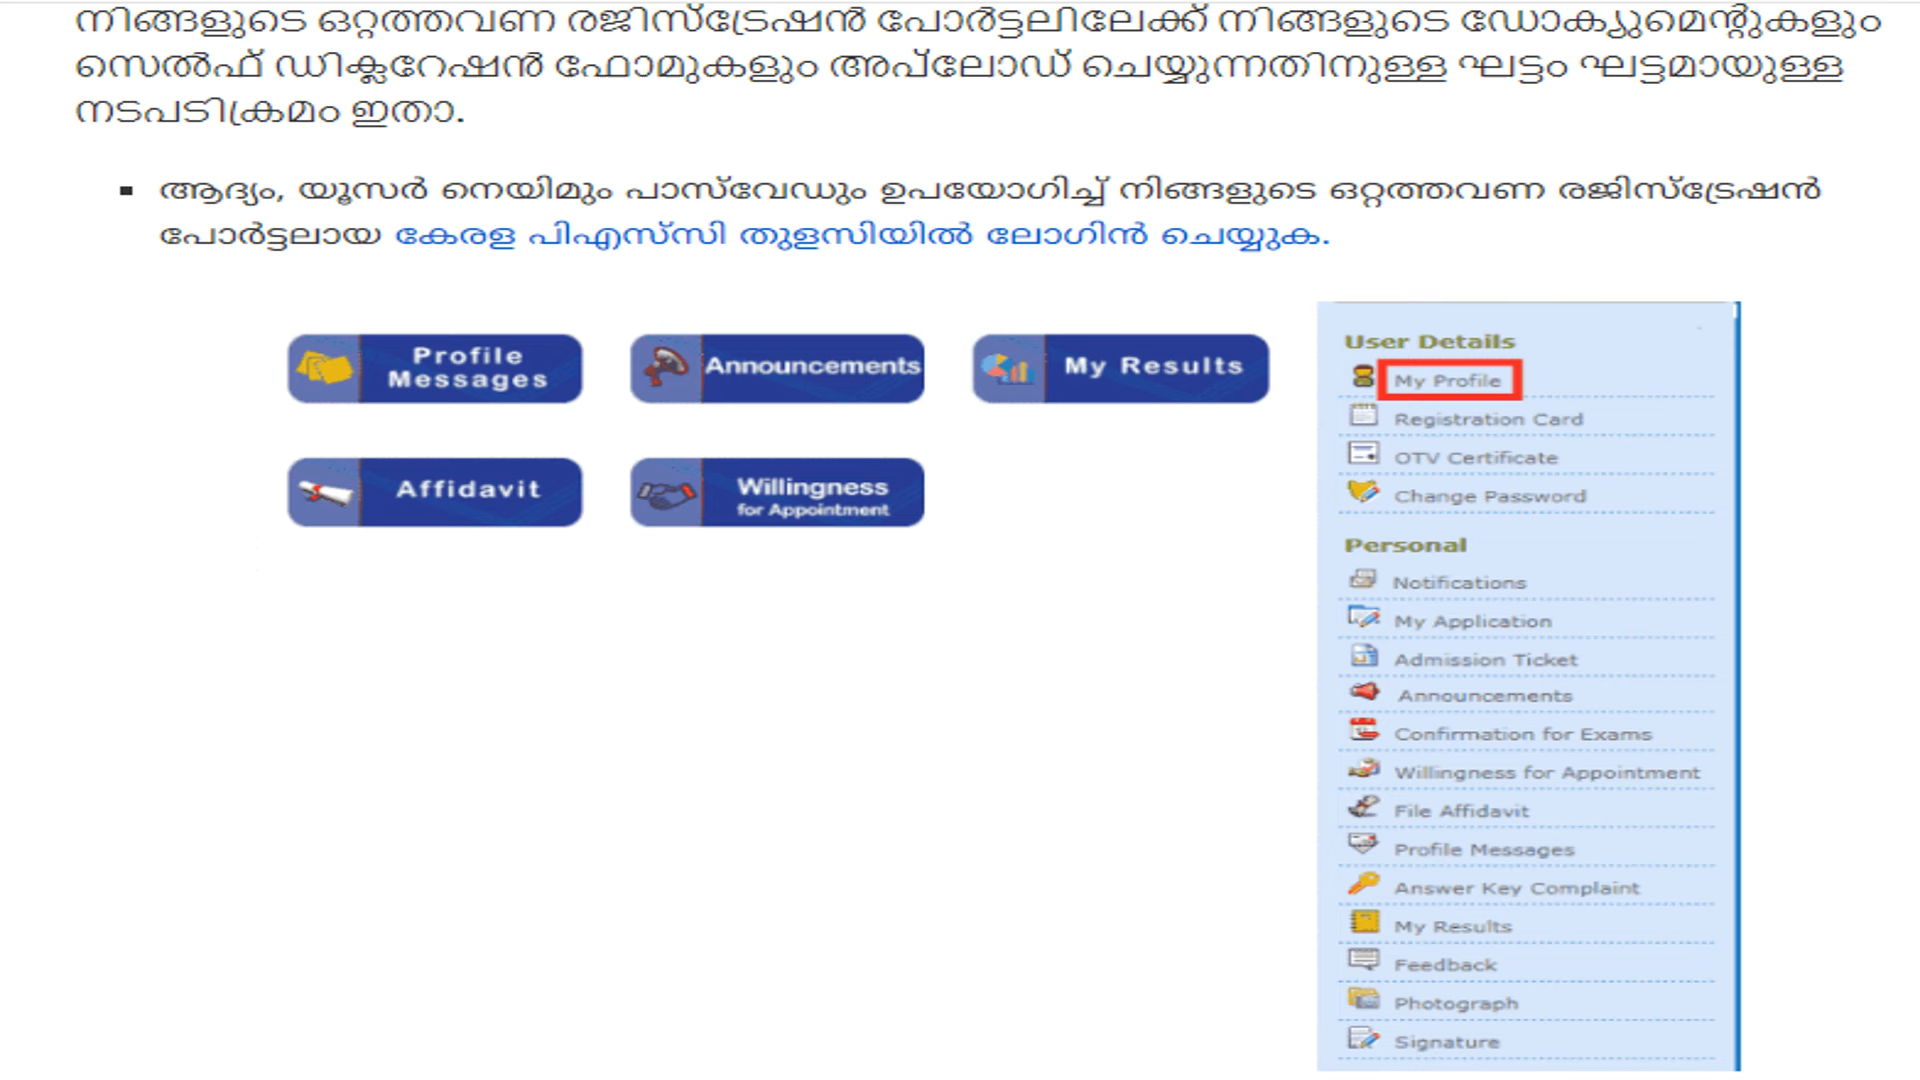 നിങ്ങളുടെ ഒറ്റത്തവണ രജിസ്ട്രേഷൻ പോർട്ടലിലേക്ക് നിങ്ങളുടെ ഡോക്യുമെന്റുകളും
സെൽഫ് ഡിക്ലറേഷൻ ഫോമുകളും അപ്‌ലോഡ് ചെയ്യുന്നതിനുള്ള ഘട്ടം ഘട്ടമായുള്ള
നടപടിക്രമം ഇതാ.
▪ ആദ്യം, യൂസർ നെയിമും പാസ്‌വേഡും ഉപയോഗിച്ച് നിങ്ങളുടെ ഒറ്റത്തവണ രജിസ്ട്രേഷൻ
പോർട്ടലായ കേരള പിഎസ്‌സി തുളസിയിൽ ലോഗിൻ ചെയ്യുക.
Profile
Messages
Announcements
My Results
Affidavit
Willingness
for Appointment
User Details
My Profile
Registration Card
OTV Certificate
Change Password
Personal
Notifications
My Application
Admission Ticket
Announcements
Confirmation for Exams
Willingness for Appointment
File Affidavit
Profile Messages
Answer Key Complaint
My Results
Feedback
Photograph
Signature